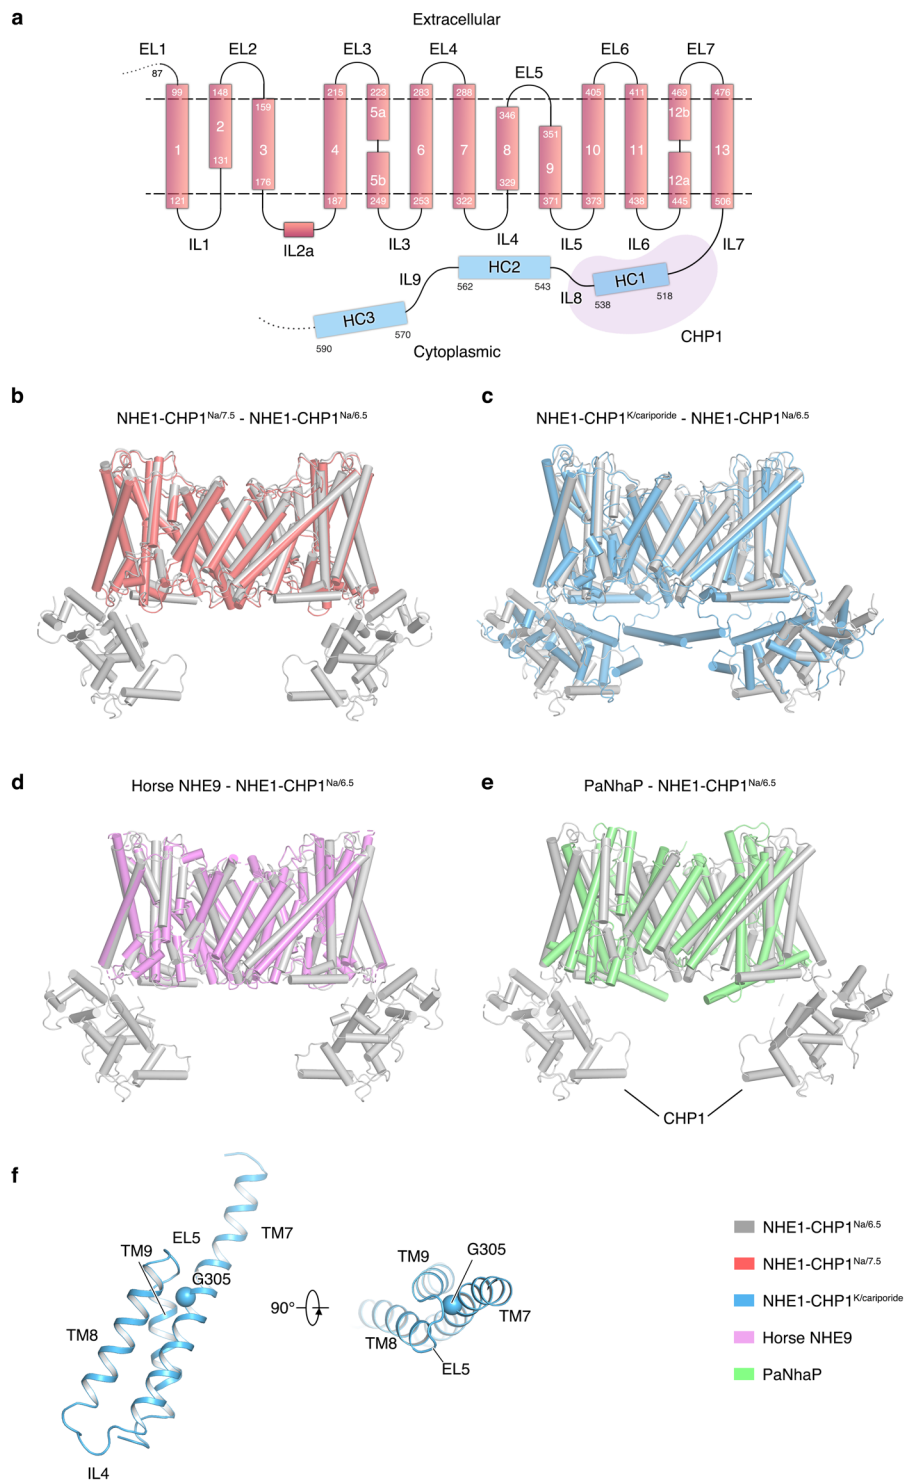 a
Extracellular
EL1 EL2 EL3 EL4 EL5 EL6 EL7
87
99 148 159 215 223 283 288 346 351 405 411 469 476
1 2 3 4 5a 5b 6 7 8 9 10 11 12b 12a 13
121 131 176 187 249 253 322 329 371 373 438 445 506
IL1 IL2a IL3 IL4 IL5 IL6 IL7
HC3 IL9 HC2 IL8 HC1
590 570 562 543 538 518
CHP1
Cytoplasmic
b
NHE1-CHP1Na/7.5 - NHE1-CHP1Na/6.5
c
NHE1-CHP1K/cariporide - NHE1-CHP1Na/6.5
d
Horse NHE9 - NHE1-CHP1Na/6.5
e
PaNhaP - NHE1-CHP1Na/6.5
CHP1
f
TM7
EL5
TM9
G305
TM8
IL4
90°
TM9
G305
TM7
TM8
EL5
NHE1-CHP1Na/6.5
NHE1-CHP1Na/7.5
NHE1-CHP1K/cariporide
Horse NHE9
PaNhaP